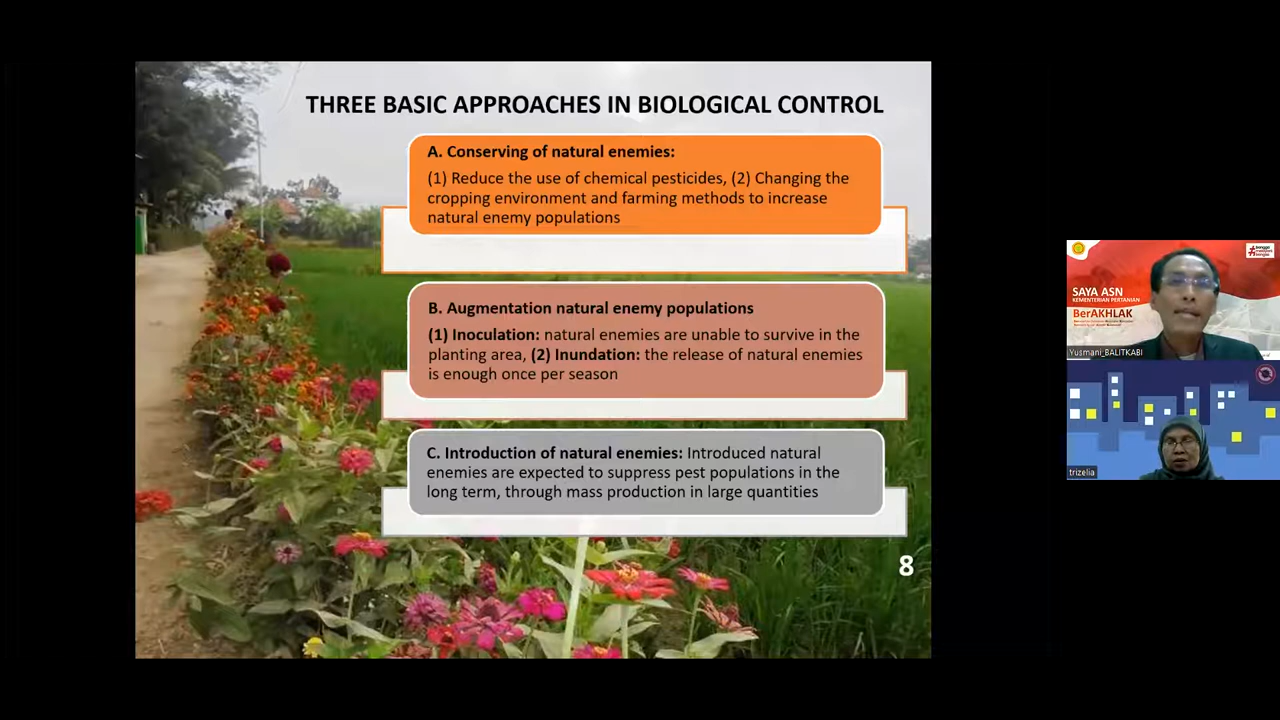 THREE BASIC APPROACHES IN BIOLOGICAL CONTROL
A. Conserving of natural enemies:
(1) Reduce the use of chemical pesticides, (2) Changing the
cropping environment and farming methods to increase
natural enemy populations
B. Augmentation natural enemy populations
(1) Inoculation: natural enemies are unable to survive in the
planting area, (2) Inundation: the release of natural enemies
is enough once per season
C. Introduction of natural enemies: Introduced natural
enemies are expected to suppress pest populations in the
long term, through mass production in large quantities
8
SAYA ASN
KEMENTERIAN PERTANIAN
BerAKHLAK
Yusmani_BALITKABI
trizelia